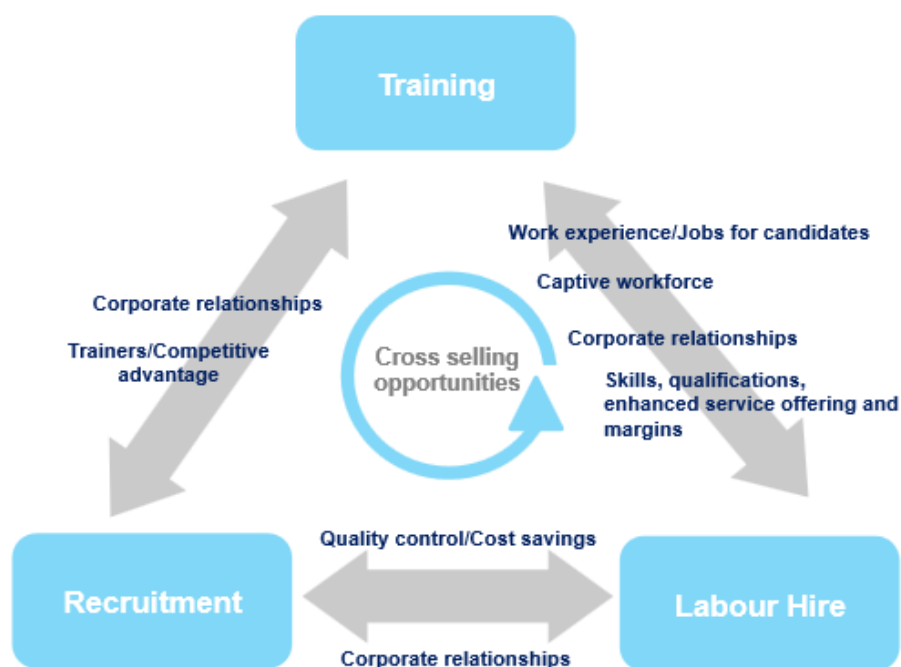 Training
Work experience/Jobs for candidates
Captive workforce
Corporate relationships
Trainers/Competitive
advantage
Cross selling
opportunities
Corporate relationships
Skills, qualifications,
enhanced service offering and
margins
Quality control/Cost savings
Recruitment
Labour Hire
Corporate relationships